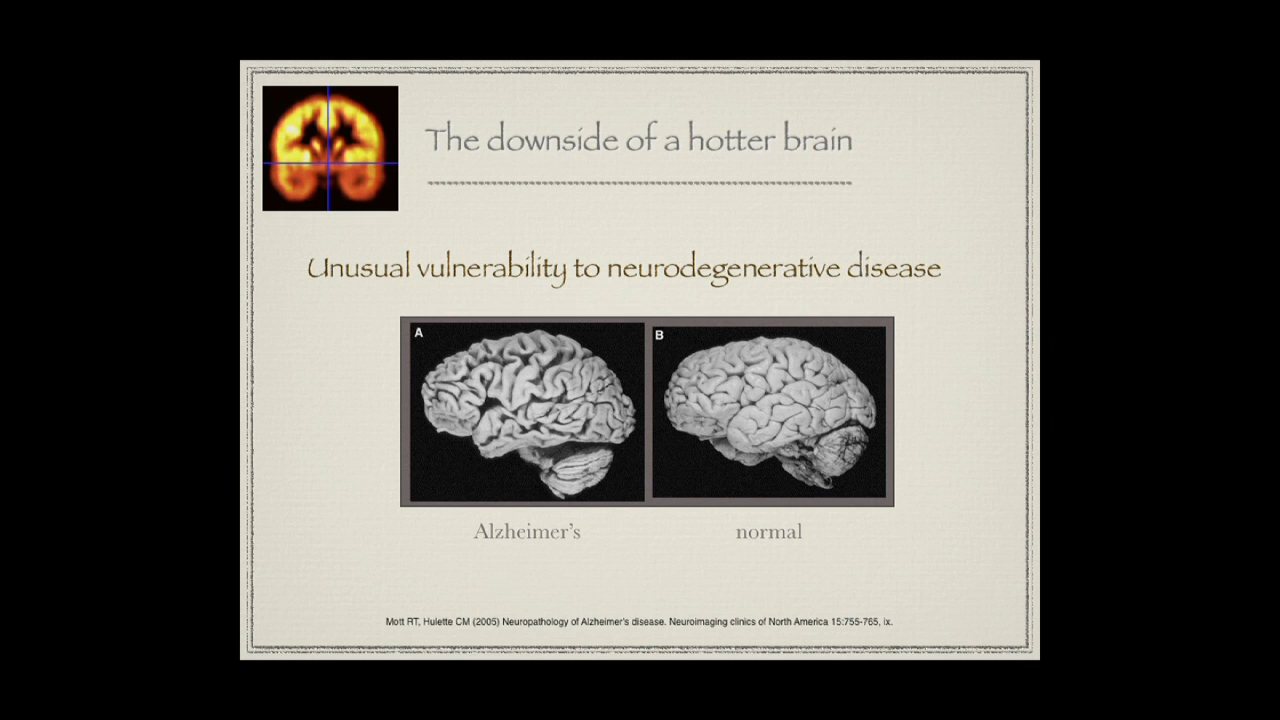 The downside of a hotter brain
Unusual vulnerability to neurodegenerative disease
A
B
Alzheimer's
normal
Mott RT, Hulette CM (2005) Neuropathology of Alzheimer's disease. Neuroimaging clinics of North America 15:755-765, ix.